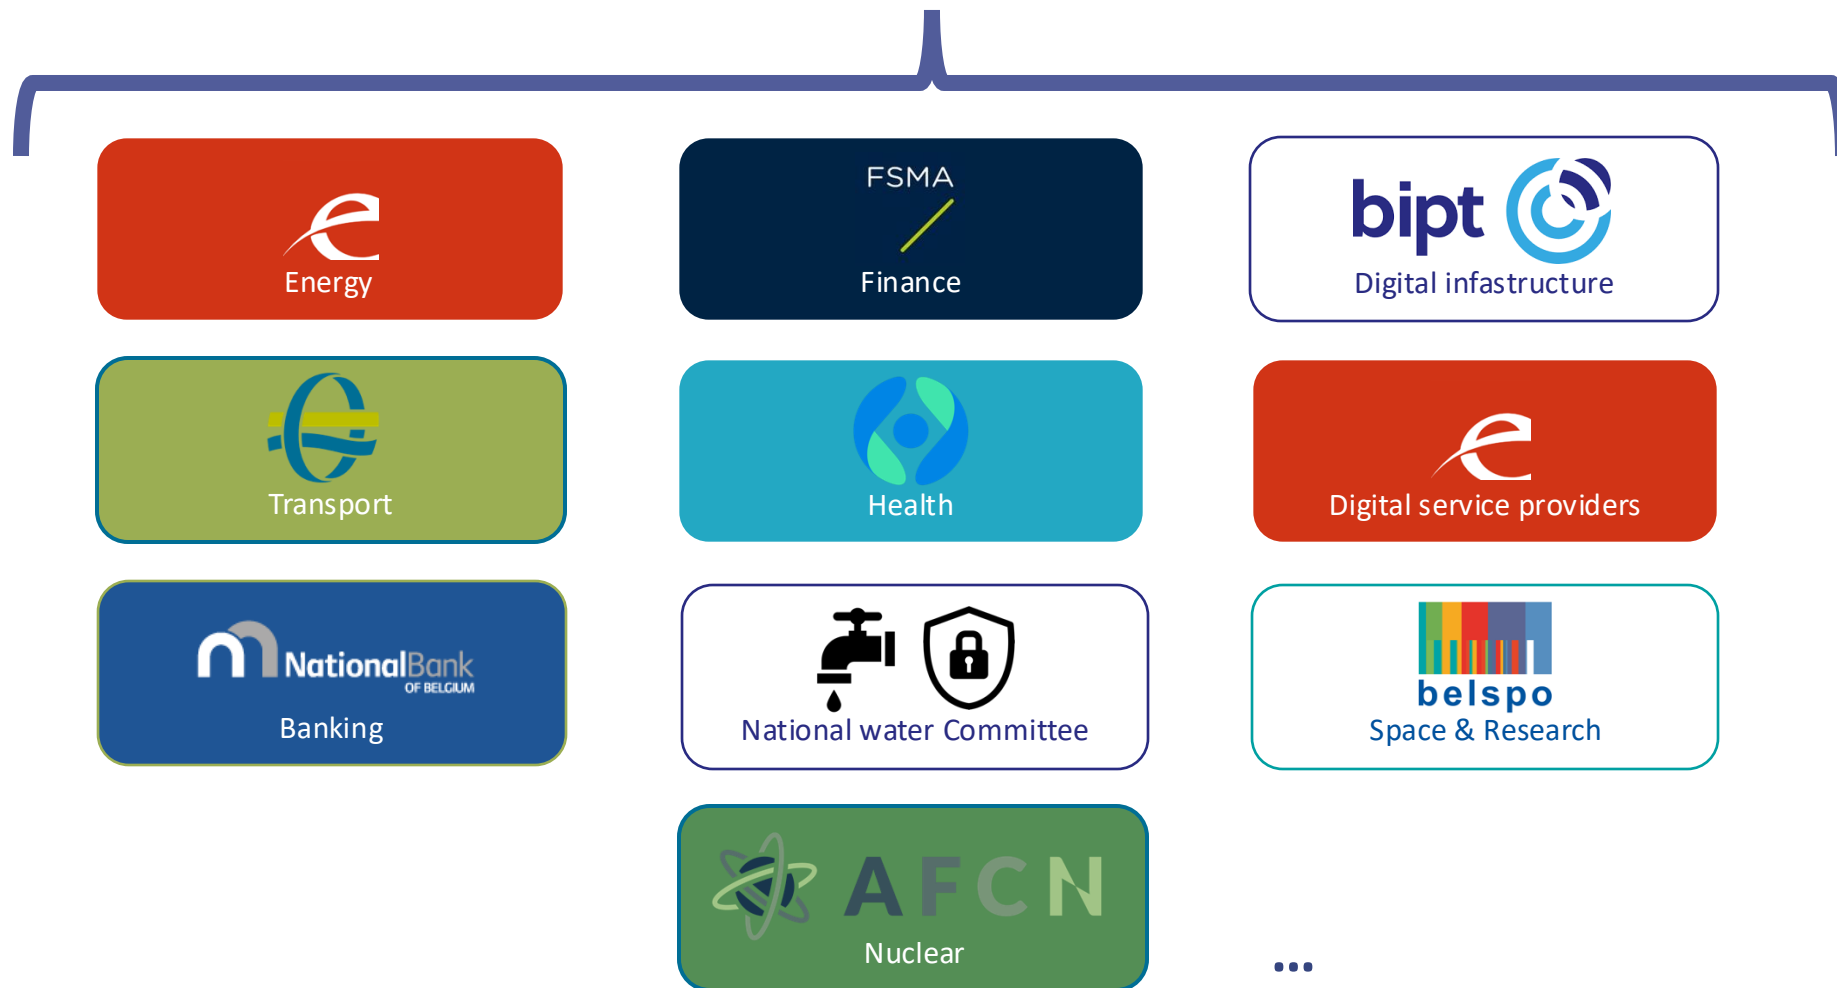 Energy
FSMA
Finance
bipt
Digital infastructure
Transport
Health
Digital service providers
NationalBank
OF BELGIUM
Banking
National water Committee
belspo
Space & Research
AFCN
Nuclear
...